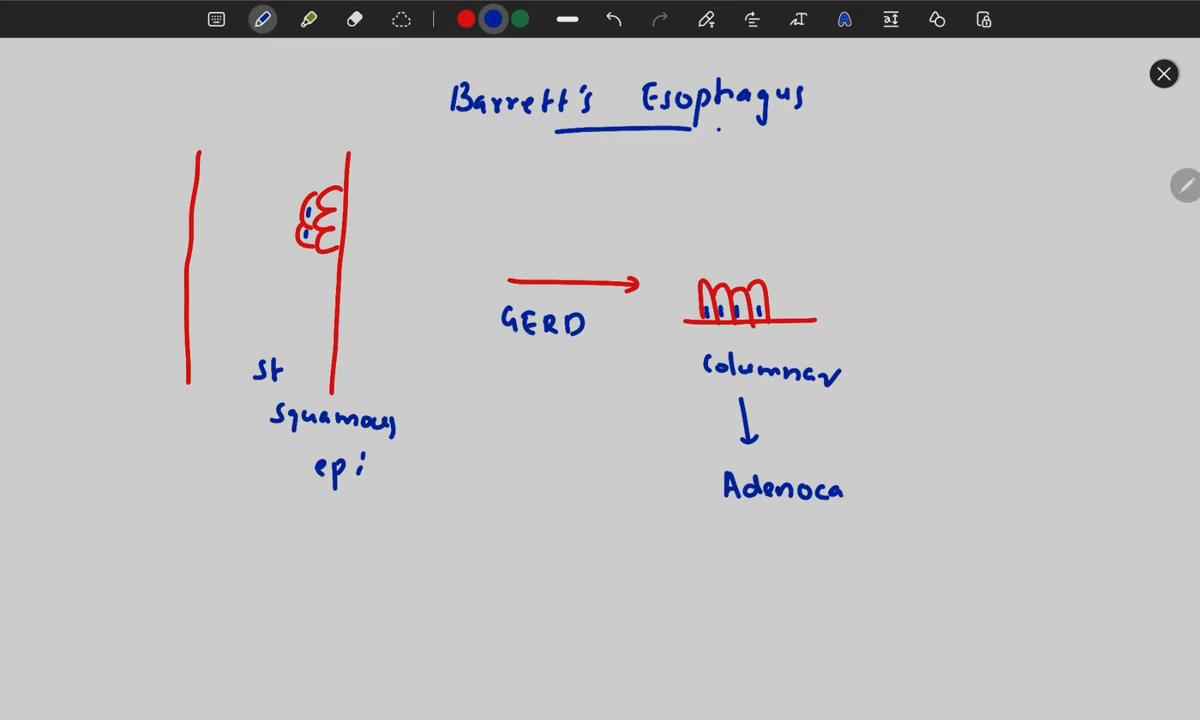 Barrett's Esophagus
st
squamous
epi
GERD
columnar
Adenoca